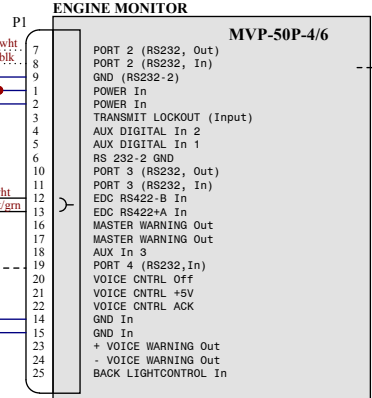 ENGINE MONITOR
P1
MVP-50P-4/6
wht
blk
7 PORT 2 (RS232, Out)
8 PORT 2 (RS232, In)
9 GND (RS232-2)
1 POWER In
2 POWER In
3 TRANSMIT LOCKOUT (Input)
4 AUX DIGITAL In 2
5 AUX DIGITAL In 1
6 RS 232-2 GND
10 PORT 3 (RS232, Out)
11 PORT 3 (RS232, In)
ht
12 EDC RS422-B In
/grn
13 EDC RS422+A In
16 MASTER WARNING Out
17 MASTER WARNING Out
18 AUX In 3
19 PORT 4 (RS232,In)
20 VOICE CNTRL Off
21 VOICE CNTRL +5V
22 VOICE CNTRL ACK
14 GND In
15 GND In
23 + VOICE WARNING Out
24 - VOICE WARNING Out
25 BACK LIGHTCONTROL In